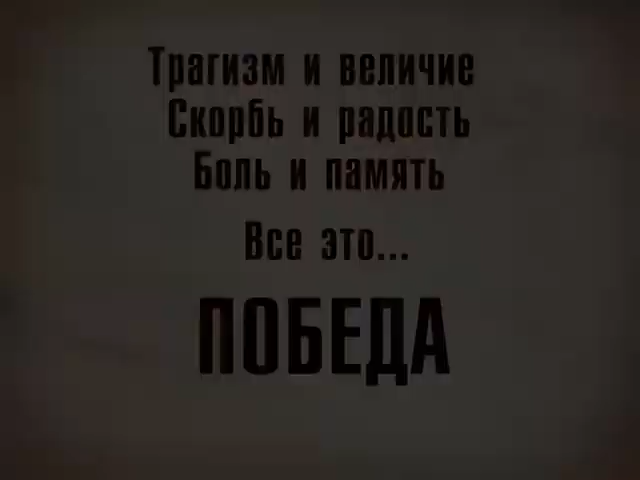 Трагизм и величие
Скорбь и радость
Боль и память
Все это...
ПОБЕДА